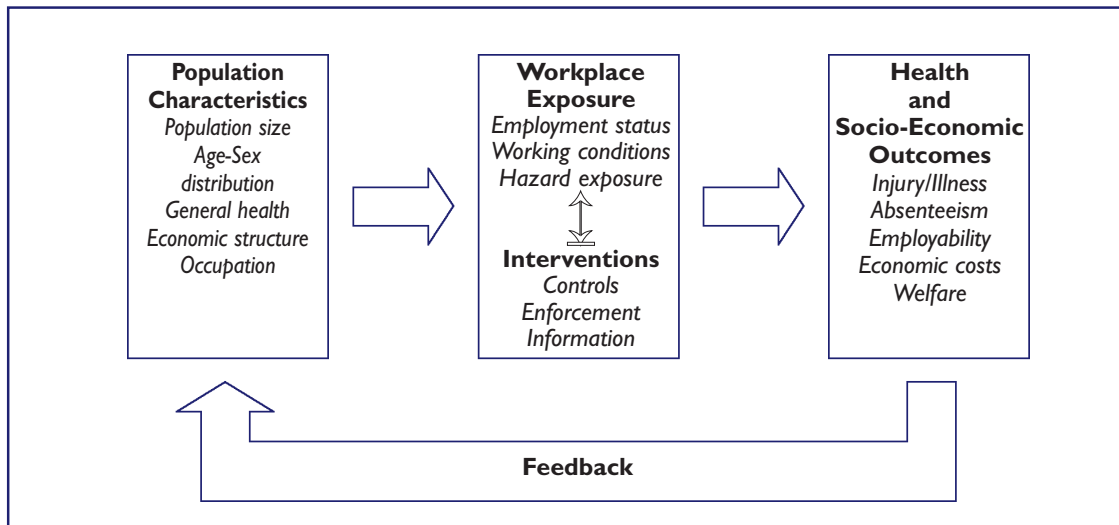 Population
Characteristics
Population size
Age-Sex
distribution
General health
Economic structure
Occupation
Workplace
Exposure
Employment status
Working conditions
Hazard exposure
Interventions
Controls
Enforcement
Information
Health
and
Socio-Economic
Outcomes
Injury/Illness
Absenteeism
Employability
Economic costs
Welfare
Feedback